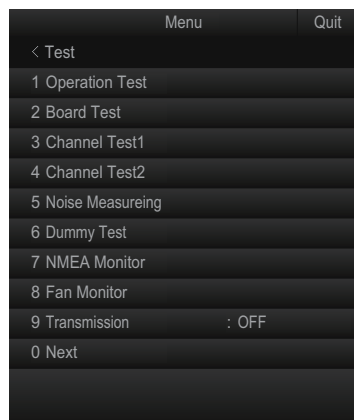 Menu Quit
< Test
1 Operation Test
2 Board Test
3 Channel Test1
4 Channel Test2
5 Noise Measureing
6 Dummy Test
7 NMEA Monitor
8 Fan Monitor
9 Transmission : OFF
0 Next